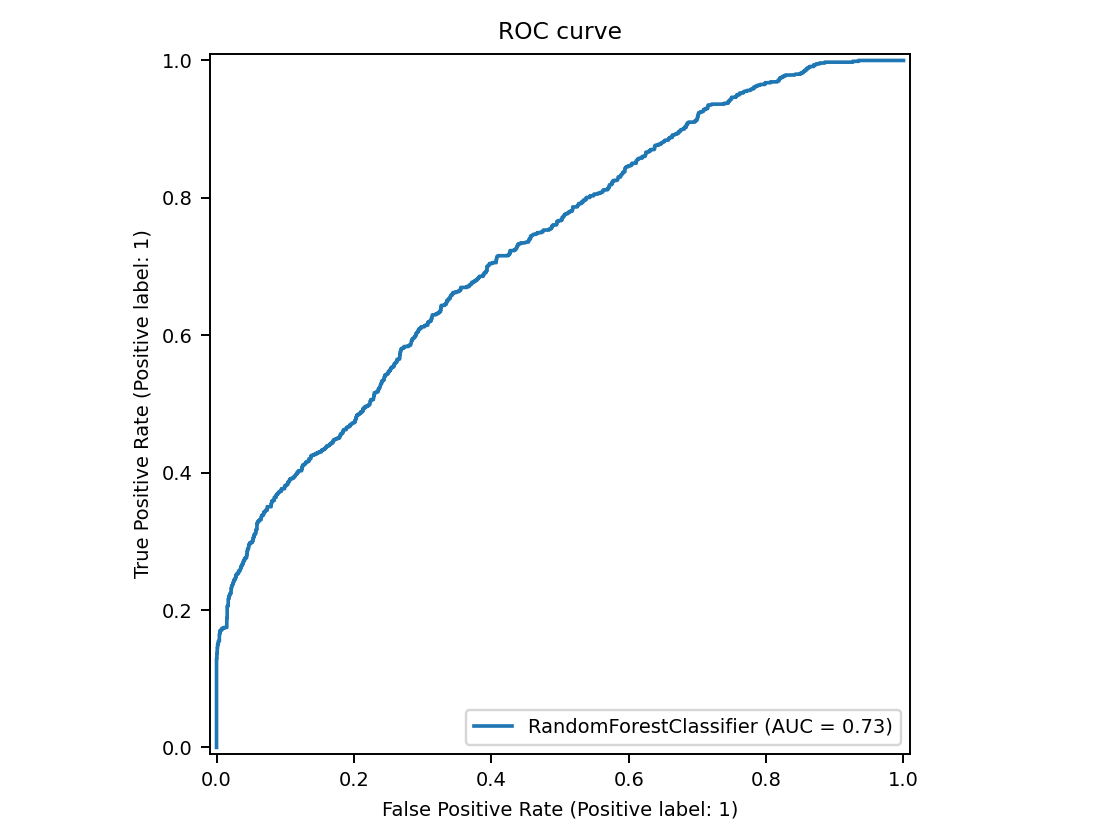 ROC curve
True Positive Rate (Positive label: 1)
1.0
0.8
0.6
0.4
0.2
0.0
RandomForestClassifier (AUC = 0.73)
0.0 0.2 0.4 0.6 0.8 1.0
False Positive Rate (Positive label: 1)